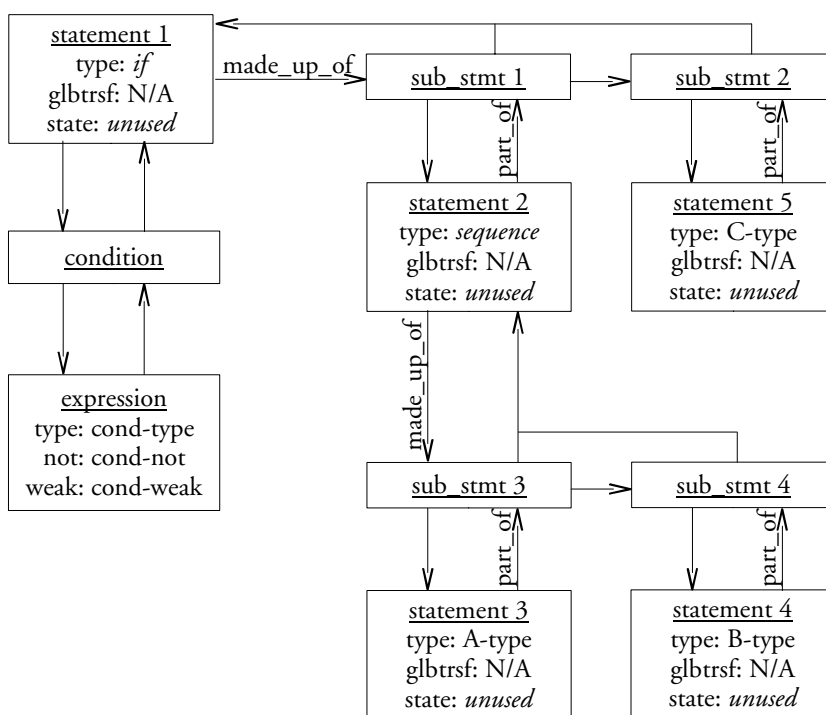 statement 1
type: if
glbtrsf: N/A
state: unused
made_up_of
sub_stmt 1
sub_stmt 2
part_of
part_of
statement 2
type: sequence
glbtrsf: N/A
state: unused
statement 5
type: C-type
glbtrsf: N/A
state: unused
condition
expression
type: cond-type
not: cond-not
weak: cond-weak
made_up_of
sub_stmt 3
sub_stmt 4
part_of
part_of
statement 3
type: A-type
glbtrsf: N/A
state: unused
statement 4
type: B-type
glbtrsf: N/A
state: unused